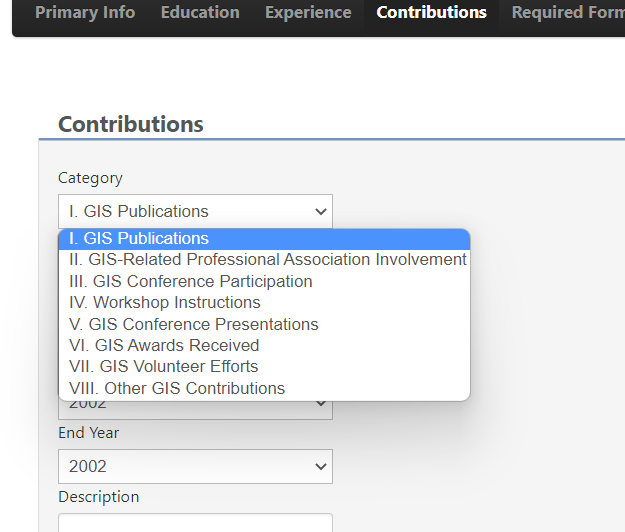 Primary Info Education Experience Contributions Required Form
Contributions
Category
I. GIS Publications
I. GIS Publications
II. GIS-Related Professional Association Involvement
III. GIS Conference Participation
IV. Workshop Instructions
V. GIS Conference Presentations
VI. GIS Awards Received
VII. GIS Volunteer Efforts
VIII. Other GIS Contributions
2002
End Year
2002
Description